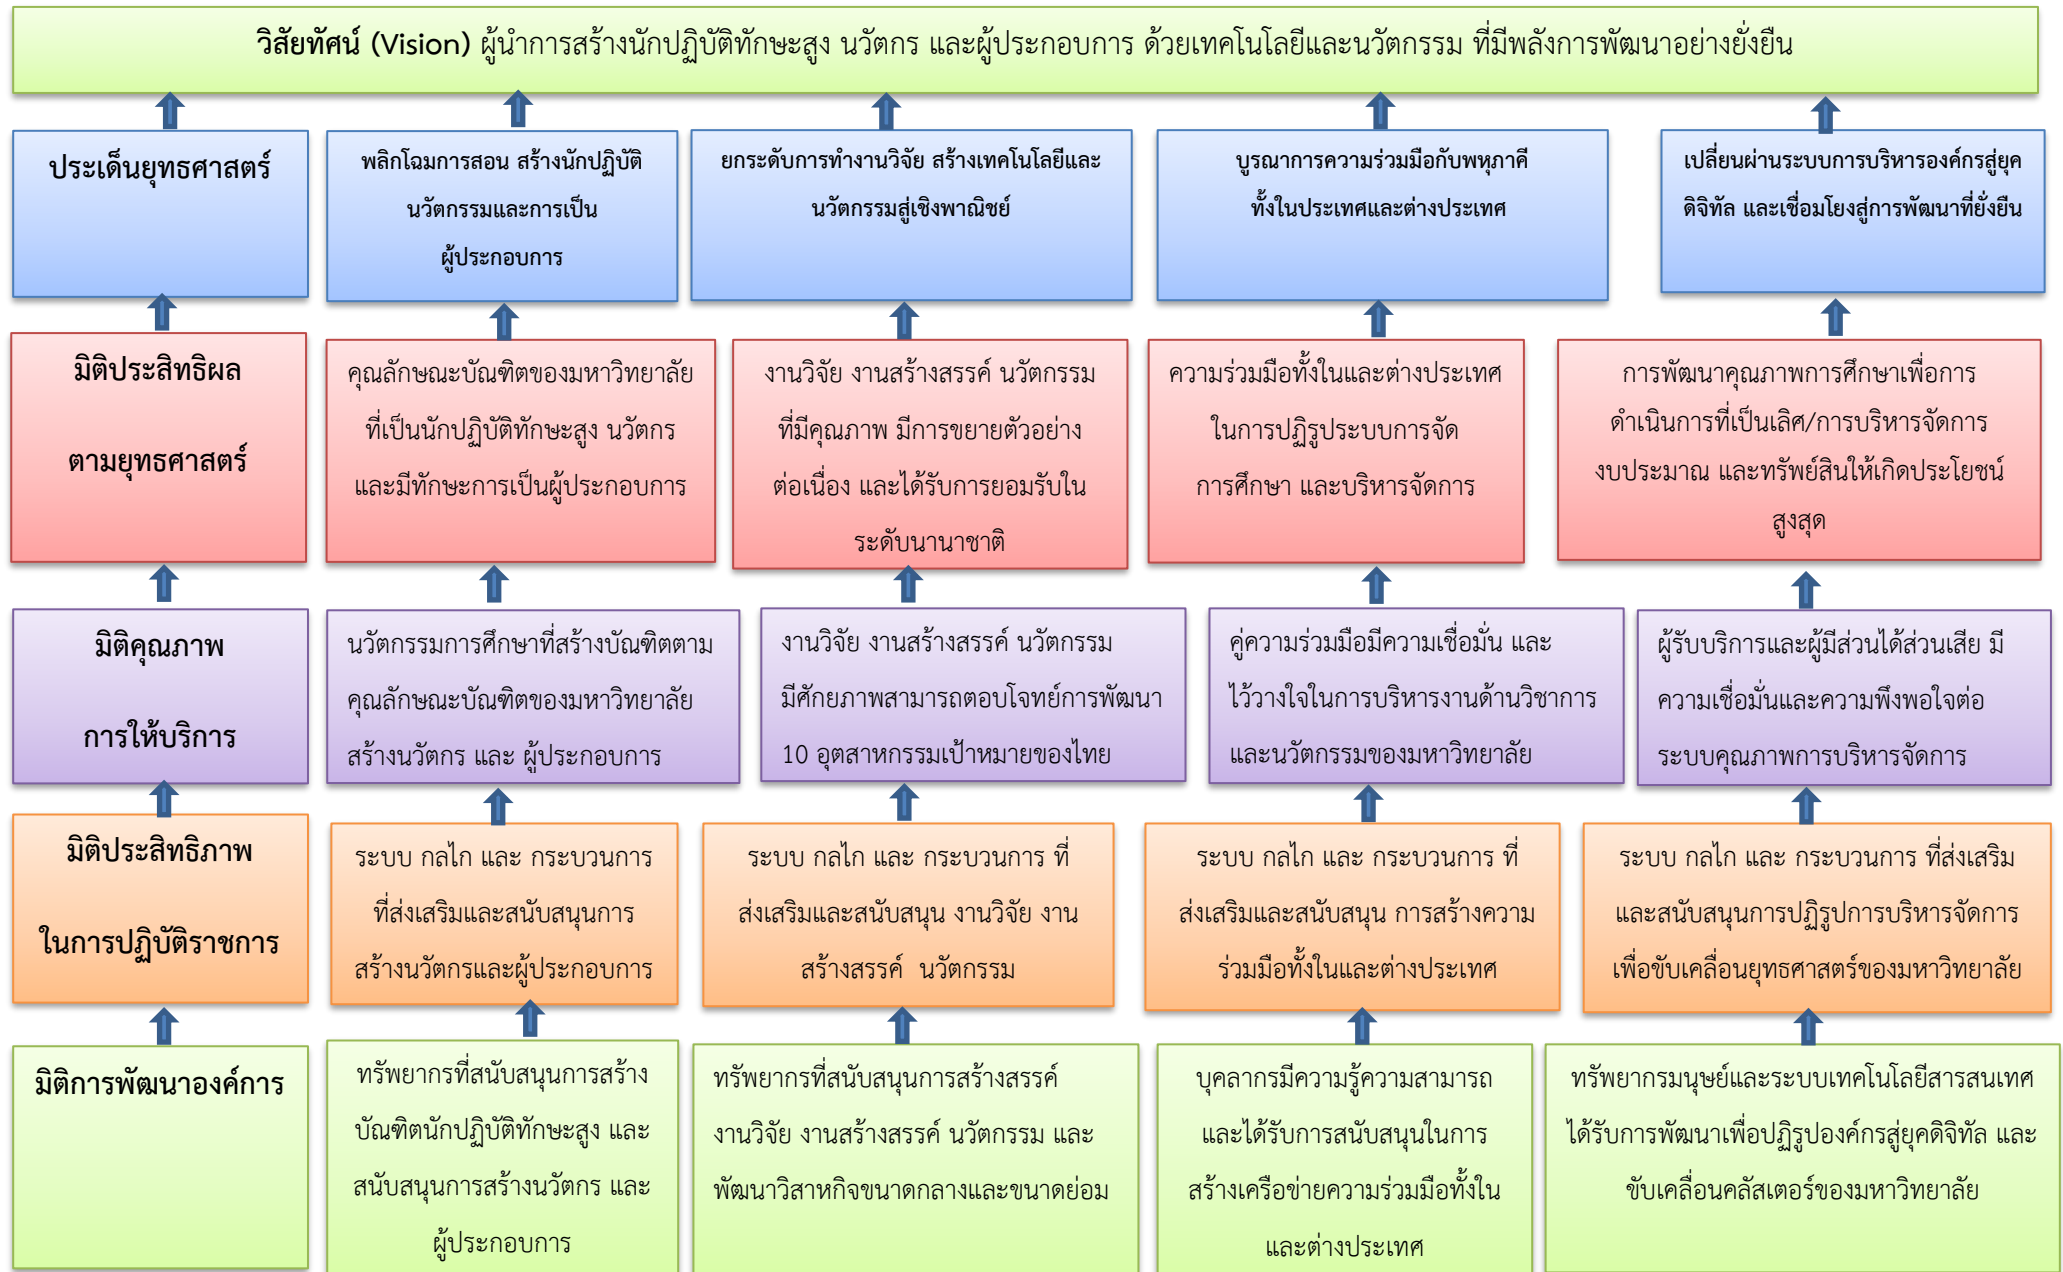 วิสัยทัศน์ (Vision) ผู้นำการสร้างนักปฏิบัติทักษะสูง นวัตกร และผู้ประกอบการ ด้วยเทคโนโลยีและนวัตกรรม ที่มีพลังการพัฒนาอย่างยั่งยืน
ประเด็นยุทธศาสตร์
พลิกโฉมการสอน สร้างนักปฏิบัติ
นวัตกรรมและการเป็น
ผู้ประกอบการ
ยกระดับการทำงานวิจัย สร้างเทคโนโลยีและ
นวัตกรรมสู่เชิงพาณิชย์
บูรณาการความร่วมมือกับพหุภาคี
ทั้งในประเทศและต่างประเทศ
เปลี่ยนผ่านระบบการบริหารองค์กรสู่ยุค
ดิจิทัล และเชื่อมโยงสู่การพัฒนาที่ยั่งยืน
มิติประสิทธิผล
ตามยุทธศาสตร์
คุณลักษณะบัณฑิตของมหาวิทยาลัย
ที่เป็นนักปฏิบัติทักษะสูง นวัตกร
และมีทักษะการเป็นผู้ประกอบการ
งานวิจัย งานสร้างสรรค์ นวัตกรรม
ที่มีคุณภาพ มีการขยายตัวอย่าง
ต่อเนื่อง และได้รับการยอมรับใน
ระดับนานาชาติ
ความร่วมมือทั้งในและต่างประเทศ
ในการปฏิรูประบบการจัด
การศึกษา และบริหารจัดการ
การพัฒนาคุณภาพการศึกษาเพื่อการ
ดำเนินการที่เป็นเลิศ/การบริหารจัดการ
งบประมาณ และทรัพย์สินให้เกิดประโยชน์
สูงสุด
มิติคุณภาพ
การให้บริการ
นวัตกรรมการศึกษาที่สร้างบัณฑิตตาม
คุณลักษณะบัณฑิตของมหาวิทยาลัย
สร้างนวัตกร และ ผู้ประกอบการ
งานวิจัย งานสร้างสรรค์ นวัตกรรม
มีศักยภาพสามารถตอบโจทย์การพัฒนา
10 อุตสาหกรรมเป้าหมายของไทย
คู่ความร่วมมือมีความเชื่อมั่น และ
ไว้วางใจในการบริหารงานด้านวิชาการ
และนวัตกรรมของมหาวิทยาลัย
ผู้รับบริการและผู้มีส่วนได้ส่วนเสีย มี
ความเชื่อมั่นและความพึงพอใจต่อ
ระบบคุณภาพการบริหารจัดการ
มิติประสิทธิภาพ
ในการปฏิบัติราชการ
ระบบ กลไก และ กระบวนการ
ที่ส่งเสริมและสนับสนุนการ
สร้างนวัตกรและผู้ประกอบการ
ระบบ กลไก และ กระบวนการ ที่
ส่งเสริมและสนับสนุน งานวิจัย งาน
สร้างสรรค์ นวัตกรรม
ระบบ กลไก และ กระบวนการ ที่
ส่งเสริมและสนับสนุน การสร้างความ
ร่วมมือทั้งในและต่างประเทศ
ระบบ กลไก และ กระบวนการ ที่ส่งเสริม
และสนับสนุนการปฏิรูปการบริหารจัดการ
เพื่อขับเคลื่อนยุทธศาสตร์ของมหาวิทยาลัย
มิติการพัฒนาองค์การ
ทรัพยากรที่สนับสนุนการสร้าง
บัณฑิตนักปฏิบัติทักษะสูง และ
สนับสนุนการสร้างนวัตกร และ
ผู้ประกอบการ
ทรัพยากรที่สนับสนุนการสร้างสรรค์
งานวิจัย งานสร้างสรรค์ นวัตกรรม และ
พัฒนาวิสาหกิจขนาดกลางและขนาดย่อม
บุคลากรมีความรู้ความสามารถ
และได้รับการสนับสนุนในการ
สร้างเครือข่ายความร่วมมือทั้งใน
และต่างประเทศ
ทรัพยากรมนุษย์และระบบเทคโนโลยีสารสนเทศ
ได้รับการพัฒนาเพื่อปฏิรูปองค์กรสู่ยุคดิจิทัล และ
ขับเคลื่อนคลัสเตอร์ของมหาวิทยาลัย